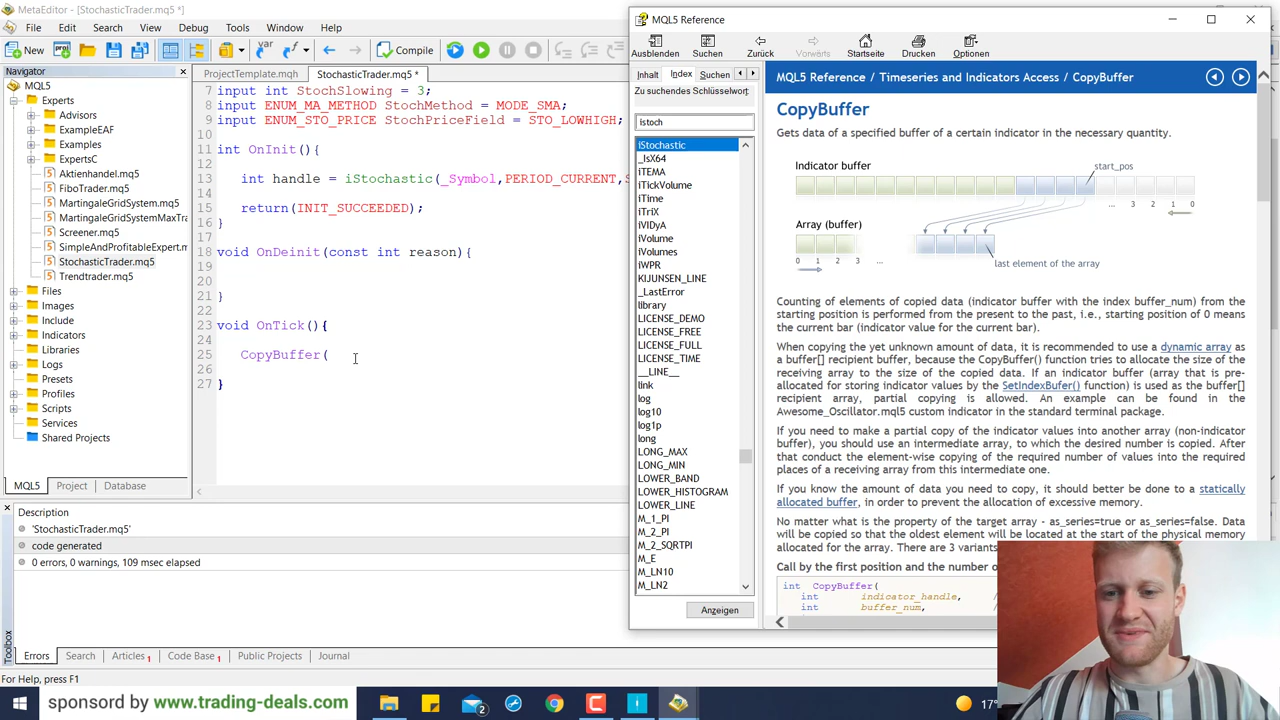 MetaEditor - [StochasticTrader.mq5 *]
File Edit Search View Debug Tools
New
Compile
Navigator
MQL5
Experts
Advisors
ExampleEAF
Examples
ExpertsC
Aktienhandel.mq5
FiboTrader.mq5
MartingaleGridSystem.mq5
MartingaleGridSystemMaxTra
Screener.mq5
SimpleAndProfitableExpert.m
StochasticTrader.mq5
Trendtrader.mq5
Files
Images
Include
Indicators
Libraries
Logs
Presets
Profiles
Scripts
Services
Shared Projects
MQL5 Project Database
ProjectTemplate.mqh StochasticTrader.mq5 *
7 input int StochSlowing = 3;
8 input ENUM_MA_METHOD StochMethod = MODE_SMA;
9 input ENUM_STO_PRICE StochPriceField = STO_LOWHIGH;
10
11 int OnInit(){
12
13 int handle = iStochastic(_Symbol,PERIOD_CURRENT,S
14
15 return(INIT_SUCCEEDED);
16 }
17
18 void OnDeinit(const int reason){
19
20
21 }
22
23 void OnTick(){
24
25 CopyBuffer(
26
27 }
Description
'StochasticTrader.mq5'
code generated
0 errors, 0 warnings, 109 msec elapsed
Toolbox
Errors Search Articles 1 Code Base 1 Public Projects Journal
For Help, press F1
MQL5 Reference
Ausblenden Suchen Zurück Vorwärts Startseite Drucken Optionen
Inhalt Index Suchen
Zu suchendes Schlüsselwort
istoch
iStochastic
_IsX64
iTEMA
iTickVolume
iTime
iTriX
iVIDyA
iVolume
iVolumes
iWPR
KIJUNSEN_LINE
_LastError
library
LICENSE_DEMO
LICENSE_FREE
LICENSE_FULL
LICENSE_TIME
__LINE__
link
log
log10
log1p
long
LONG_MAX
LONG_MIN
LOWER_BAND
LOWER_HISTOGRAM
LOWER_LINE
M_1_PI
M_2_PI
M_2_SQRTPI
M_E
M_LN10
M_LN2
Anzeigen
MQL5 Reference / Timeseries and Indicators Access / CopyBuffer
CopyBuffer
Gets data of a specified buffer of a certain indicator in the necessary quantity.
Indicator buffer
start_pos
... 3 2 1 0
Array (buffer)
0 1 2 3 ...
last element of the array
Counting of elements of copied data (indicator buffer with the index buffer_num) from the
starting position is performed from the present to the past, i.e., starting position of 0 means
the current bar (indicator value for the current bar).
When copying the yet unknown amount of data, it is recommended to use a dynamic array as
a buffer[] recipient buffer, because the CopyBuffer() function tries to allocate the size of the
receiving array to the size of the copied data. If an indicator buffer (array that is pre-
allocated for storing indicator values by the SetIndexBufer() function) is used as the buffer[]
recipient array, partial copying is allowed. An example can be found in the
Awesome_Oscillator.mql5 custom indicator in the standard terminal package.
If you need to make a partial copy of the indicator values into another array (non-indicator
buffer), you should use an intermediate array, to which the desired number is copied. After
that conduct the element-wise copying of the required number of values into the required
places of a receiving array from this intermediate one.
If you know the amount of data you need to copy, it should better be done to a statically
allocated buffer, in order to prevent the allocation of excessive memory.
No matter what is the property of the target array - as_series=true or as_series=false. Data
will be copied so that the oldest element will be located at the start of the physical memory
allocated for the array. There are 3 variants
Call by the first position and the number o
int CopyBuffer(
int indicator_handle, /
int buffer_num, /
sponsord by www.trading-deals.com
2
17°